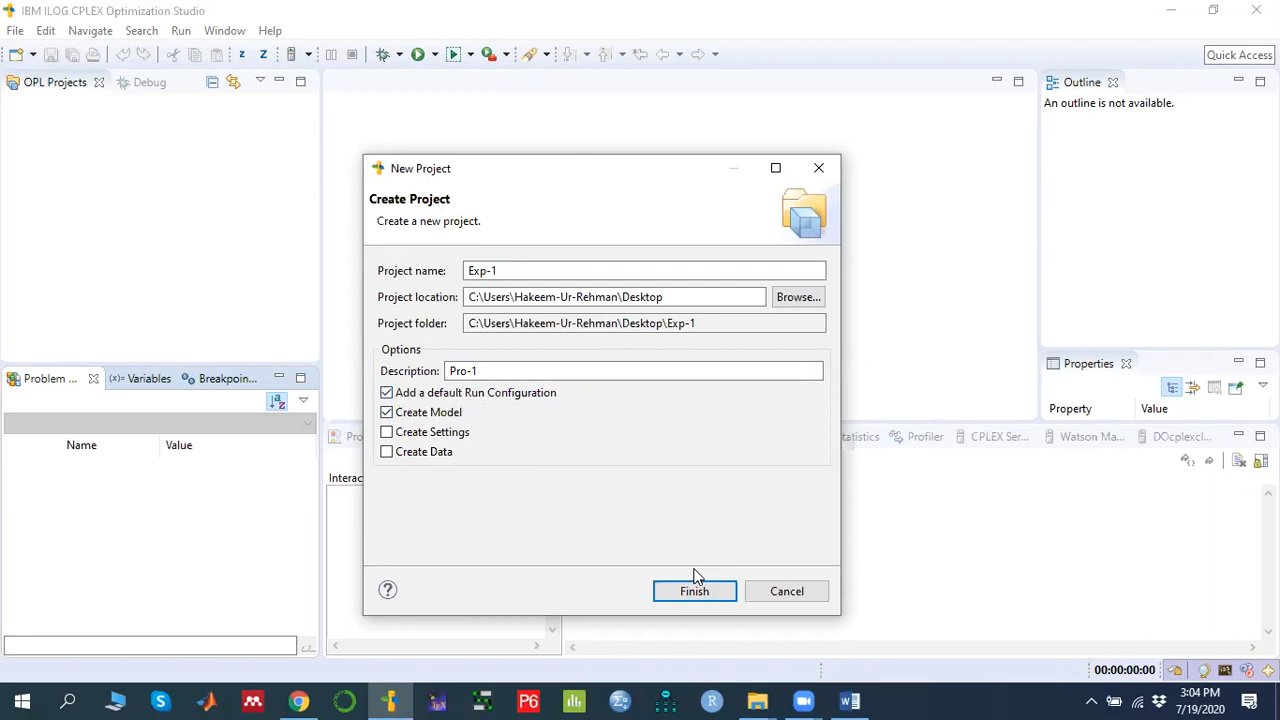 IBM ILOG CPLEX Optimization Studio
File Edit Navigate Search Run Window Help
Quick Access
OPL Projects Debug
Outline
An outline is not available.
New Project
Create Project
Create a new project.
Project name: Exp-1
Project location: C:\Users\Hakeem-Ur-Rehman\Desktop Browse...
Project folder: C:\Users\Hakeem-Ur-Rehman\Desktop\Exp-1
Options
Description: Pro-1
Add a default Run Configuration
Create Model
Create Settings
Create Data
Finish Cancel
Problem ... Variables Breakpoin...
Name Value
Properties
Property Value
Pro
tatistics Profiler CPLEX Ser... Watson Ma... DOcplexcl...
Interac
00:00:00:00
P6
R
W
3:04 PM
7/19/2020